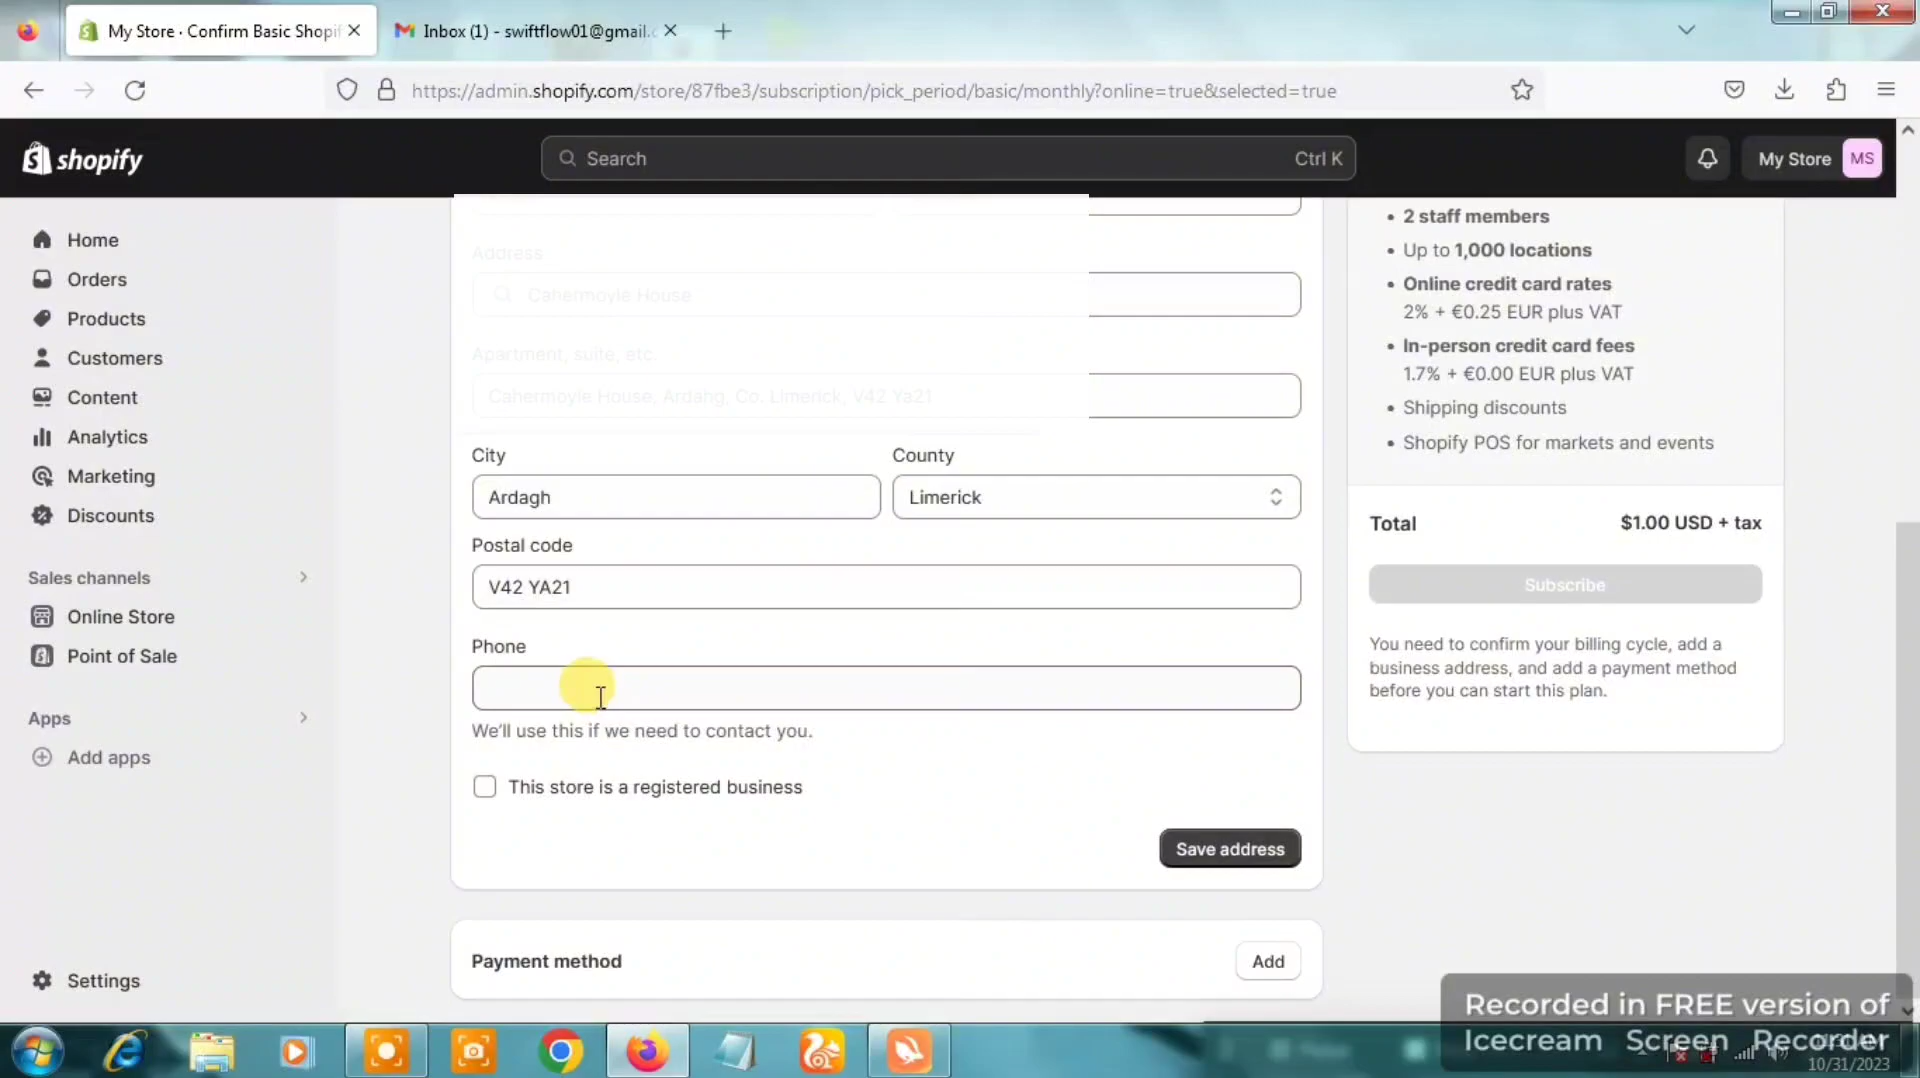 My Store · Confirm Basic Shopif
Inbox (1) - swiftflow01@gmail.c
https://admin.shopify.com/store/87fbe3/subscription/pick_period/basic/monthly?online=true&selected=true
shopify
Search
Ctrl K
My Store
MS
Home
Orders
Products
Customers
Content
Analytics
Marketing
Discounts
Sales channels
Online Store
Point of Sale
Apps
Add apps
Settings
Address
Cahermoyle House
Apartment, suite, etc.
Cahermoyle House, Ardahg, Co. Limerick, V42 Ya21
City
County
Ardagh
Limerick
Postal code
V42 YA21
Phone
We'll use this if we need to contact you.
This store is a registered business
Save address
Payment method
Add
2 staff members
Up to 1,000 locations
Online credit card rates
2% + €0.25 EUR plus VAT
In-person credit card fees
1.7% + €0.00 EUR plus VAT
Shipping discounts
Shopify POS for markets and events
Total
$1.00 USD + tax
Subscribe
You need to confirm your billing cycle, add a
business address, and add a payment method
before you can start this plan.
Recorded in FREE version of
Icecream Screen Recorder
10/31/2023